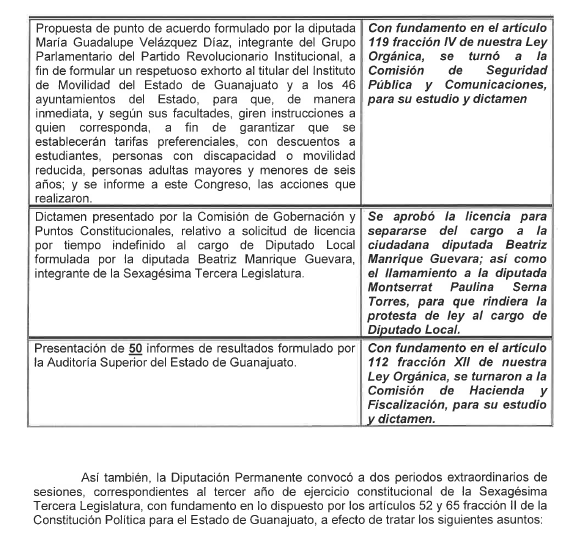 Propuesta de punto de acuerdo formulado por la diputada
María Guadalupe Velázquez Díaz, integrante del Grupo
Parlamentario del Partido Revolucionario Institucional, a
fin de formular un respetuoso exhorto al titular del Instituto
de Movilidad del Estado de Guanajuato y a los 46
ayuntamientos del Estado, para que, de manera
inmediata, y según sus facultades, giren instrucciones a
quien corresponda, a fin de garantizar que se
establecerán tarifas preferenciales, con descuentos a
estudiantes, personas con discapacidad o movilidad
reducida, personas adultas mayores y menores de seis
años; y se informe a este Congreso, las acciones que
realizaron.
Con fundamento en el artículo
119 fracción IV de nuestra Ley
Orgánica, se turnó a la
Comisión de Seguridad
Pública y Comunicaciones,
para su estudio y dictamen
Dictamen presentado por la Comisión de Gobernación y
Puntos Constitucionales, relativo a solicitud de licencia
por tiempo indefinido al cargo de Diputado Local
formulada por la diputada Beatriz Manrique Guevara,
integrante de la Sexagésima Tercera Legislatura.
Se aprobó la licencia para
separarse del cargo a la
ciudadana diputada Beatriz
Manrique Guevara; así como
el llamamiento a la diputada
Montserrat Paulina Serna
Torres, para que rindiera la
protesta de ley al cargo de
Diputado Local.
Presentación de 50 informes de resultados formulado por
la Auditoría Superior del Estado de Guanajuato.
Con fundamento en el artículo
112 fracción XII de nuestra
Ley Orgánica, se turnaron a la
Comisión de Hacienda y
Fiscalización, para su estudio
y dictamen.
Así también, la Diputación Permanente convocó a dos periodos extraordinarios de
sesiones, correspondientes al tercer año de ejercicio constitucional de la Sexagésima
Tercera Legislatura, con fundamento en lo dispuesto por los artículos 52 y 65 fracción II de la
Constitución Política para el Estado de Guanajuato, a efecto de tratar los siguientes asuntos: